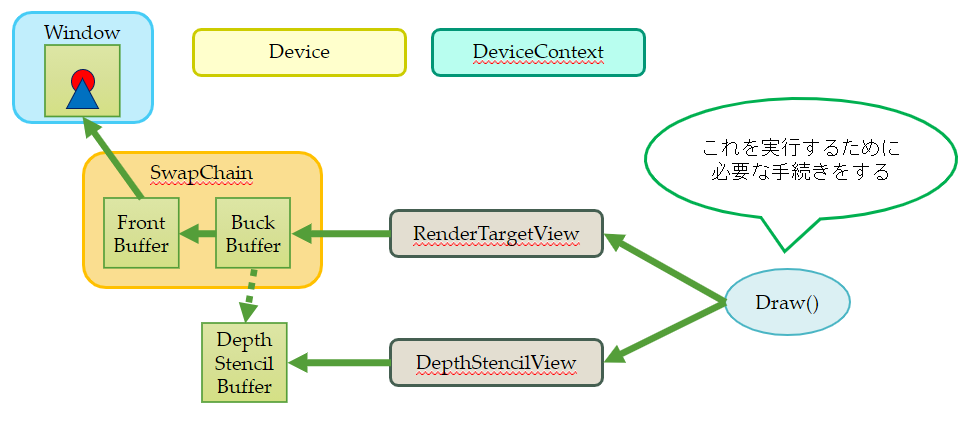 Window
Device
DeviceContext
これを実行するために
必要な手続きをする
SwapChain
Front
Buffer
Buck
Buffer
RenderTargetView
Draw()
Depth
Stencil
Buffer
DepthStencilView